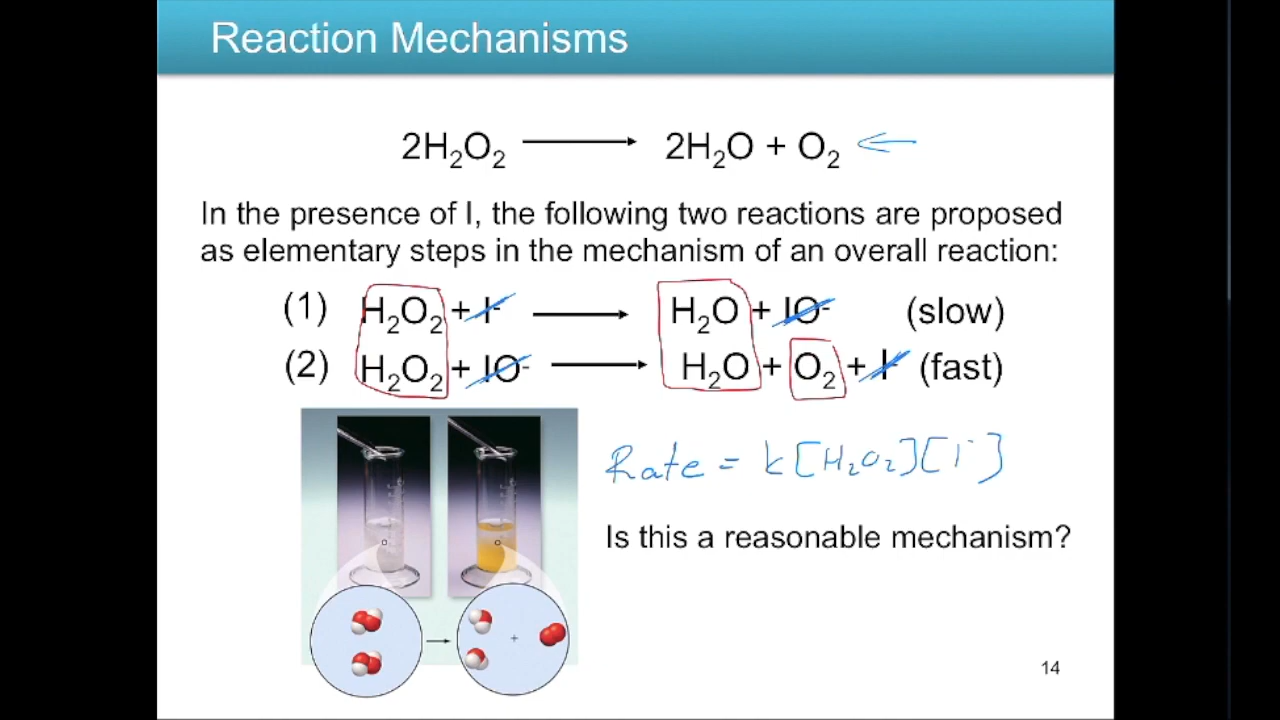 Reaction Mechanisms
2H₂O₂ ⟶ 2H₂O + O₂ ←
In the presence of I, the following two reactions are proposed
as elementary steps in the mechanism of an overall reaction:
(1) H₂O₂ + I⁻ ⟶ H₂O + IO⁻ (slow)
(2) H₂O₂ + IO⁻ ⟶ H₂O + O₂ + I⁻ (fast)
Rate = k[H₂O₂][I⁻]
Is this a reasonable mechanism?
+
14